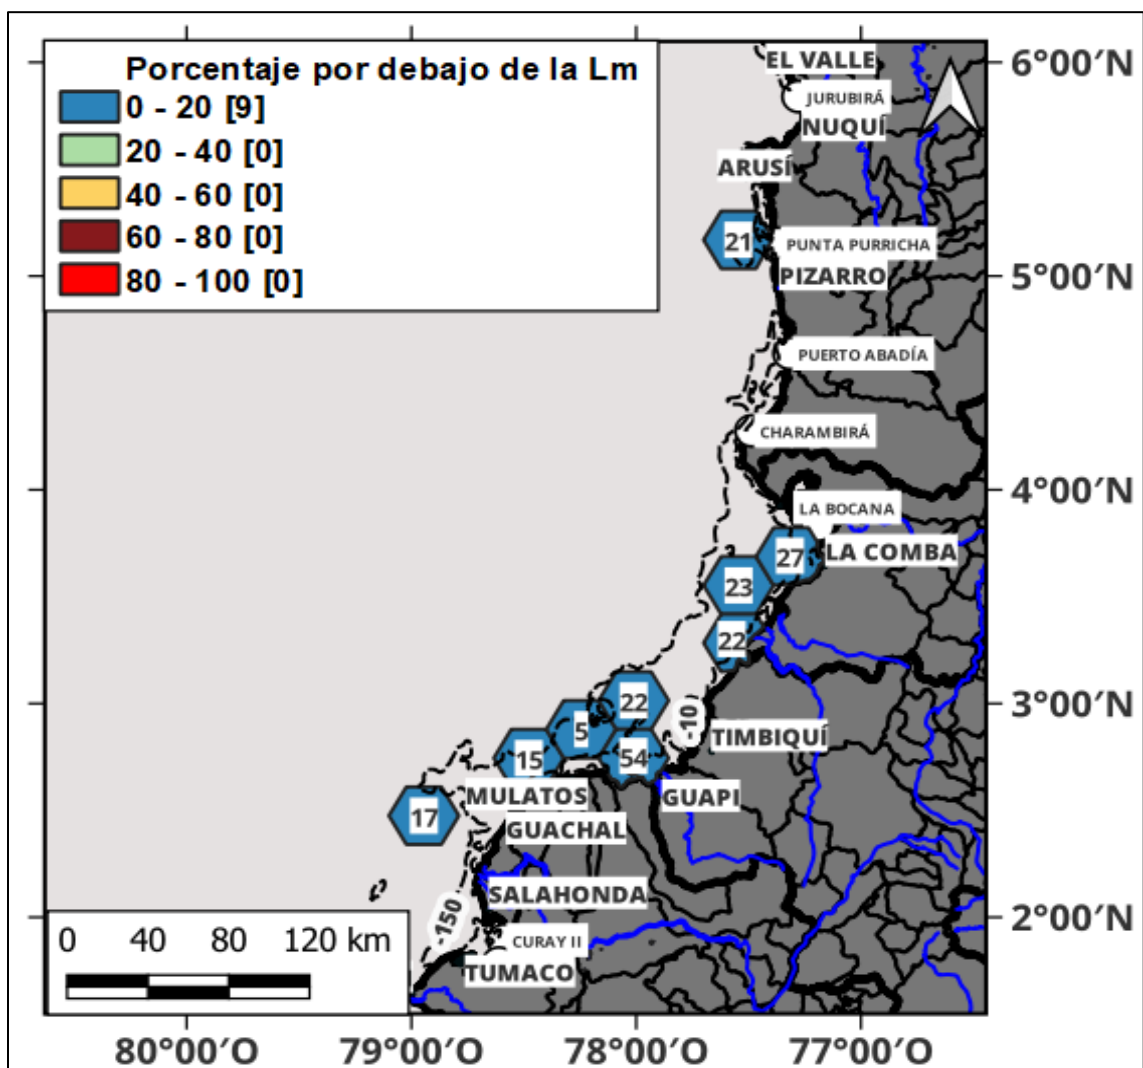 Porcentaje por debajo de la Lm
0 - 20 [9]
20 - 40 [0]
40 - 60 [0]
60 - 80 [0]
80 - 100 [0]
EL VALLE
6°00′N
JURUBIRÁ
NUQUÍ
ARUSÍ
21
PUNTA PURRICHA
PIZARRO
5°00′N
PUERTO ABADÍA
CHARAMBIRÁ
4°00′N
LA BOCANA
27
LA COMBA
23
22
22
3°00′N
5
-10
TIMBIQUÍ
15
54
MULATOS
GUAPI
17
GUACHAL
SALAHONDA
-150
2°00′N
CURAY II
TUMACO
0 40 80 120 km
80°00′O 79°00′O 78°00′O 77°00′O